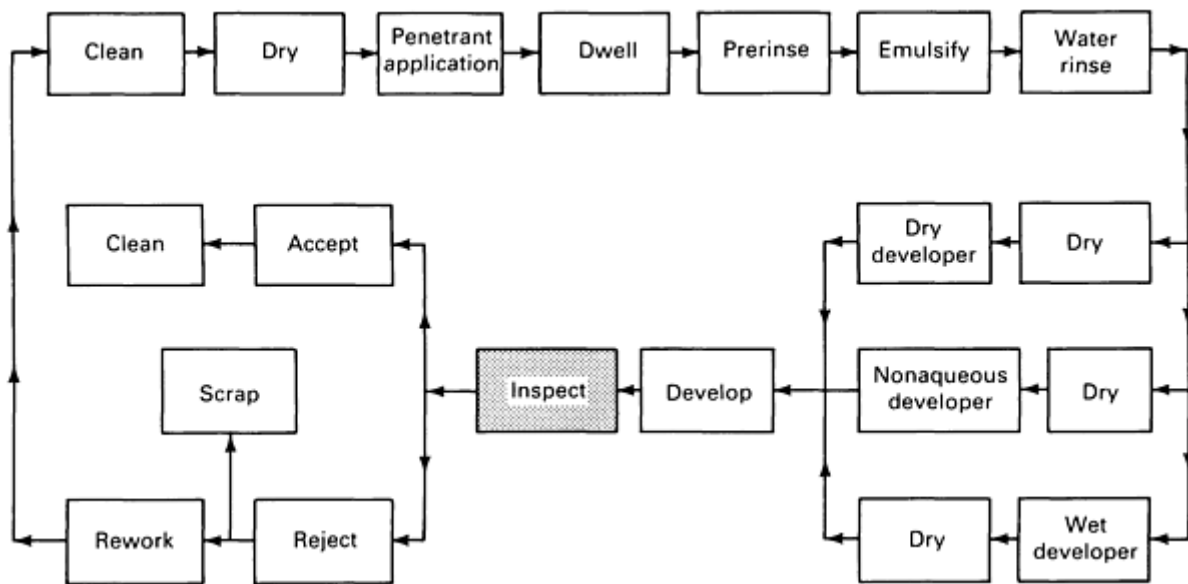 Clean
Dry
Penetrant
application
Dwell
Prerinse
Emulsify
Water
rinse
Clean
Accept
Dry
developer
Dry
Scrap
Inspect
Develop
Nonaqueous
developer
Dry
Rework
Reject
Dry
Wet
developer